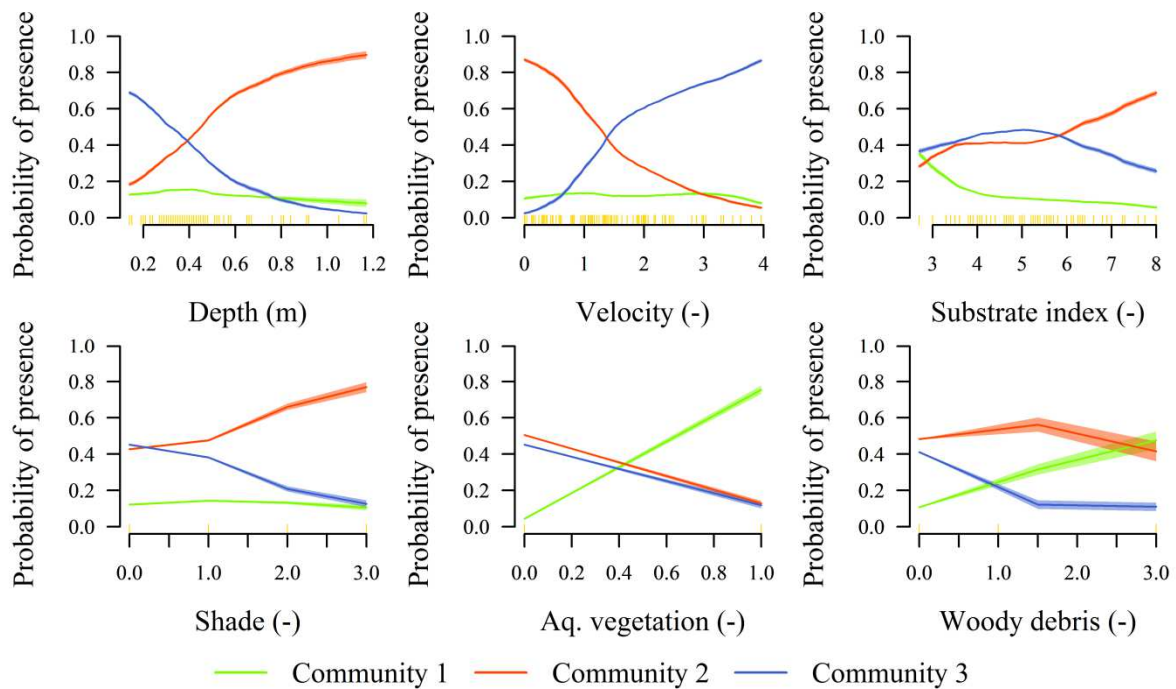 Probability of presence
1.0
0.8
0.6
0.4
0.2
0.0
0.2 0.4 0.6 0.8 1.0 1.2
Depth (m)
Probability of presence
1.0
0.8
0.6
0.4
0.2
0.0
0 1 2 3 4
Velocity (-)
Probability of presence
1.0
0.8
0.6
0.4
0.2
0.0
3 4 5 6 7 8
Substrate index (-)
Probability of presence
1.0
0.8
0.6
0.4
0.2
0.0
0.0 1.0 2.0 3.0
Shade (-)
Probability of presence
1.0
0.8
0.6
0.4
0.2
0.0
0.0 0.2 0.4 0.6 0.8 1.0
Aq. vegetation (-)
Probability of presence
1.0
0.8
0.6
0.4
0.2
0.0
0.0 1.0 2.0 3.0
Woody debris (-)
Community 1 Community 2 Community 3